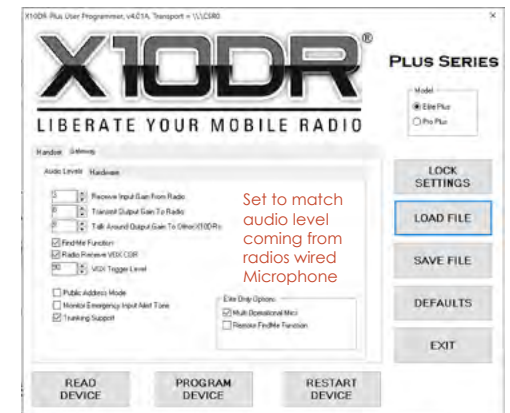 X10DR Plus User Programmer, v4.01A, Transport = \\\CSR0
X10DR®
PLUS SERIES
LIBERATE YOUR MOBILE RADIO
Model
Elite Plus
Pro Plus
Handset Gateway
Audio Levels Hardware
Receive Input Gain From Radio
Transmit Output Gain To Radio
Talk Around Output Gain To Other X10DRs
FindMe Function
Radio Receive VOX COR
VOX Trigger Level
Public Address Mode
Monitor Emergency Input Alert Tone
Trunking Support
Set to match
audio level
coming from
radios wired
Microphone
Elite Only Options
Multi Operational Mics
Remote FindMe Function
LOCK
SETTINGS
LOAD FILE
SAVE FILE
DEFAULTS
EXIT
READ
DEVICE
PROGRAM
DEVICE
RESTART
DEVICE